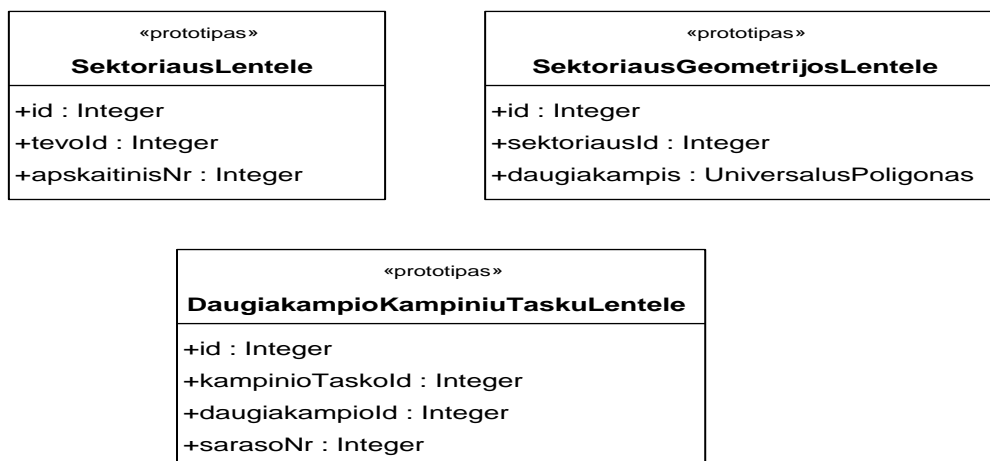 «prototipas»
SektoriausLentele
+id : Integer
+tevoId : Integer
+apskaitinisNr : Integer
«prototipas»
SektoriausGeometrijosLentele
+id : Integer
+sektoriausId : Integer
+daugiakampis : UniversalusPoligonas
«prototipas»
DaugiakampioKampiniuTaskuLentele
+id : Integer
+kampinioTaskoId : Integer
+daugiakampioId : Integer
+sarasoNr : Integer